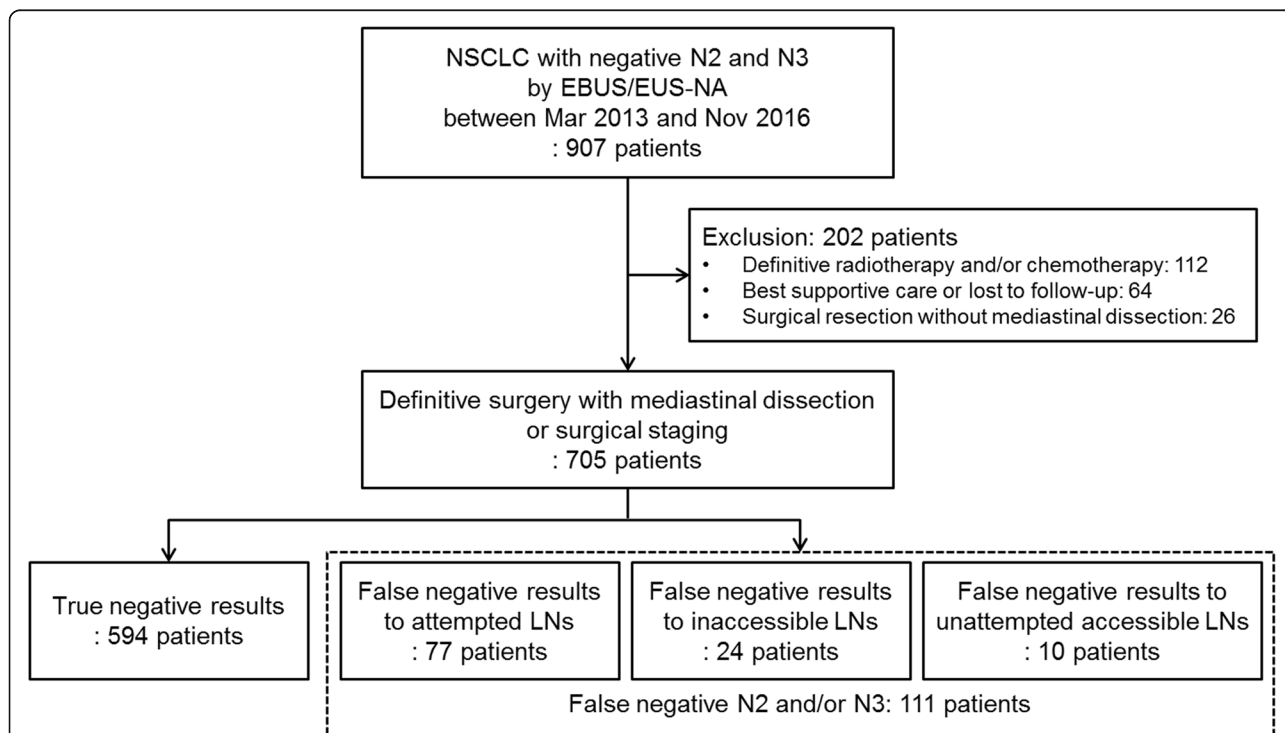 NSCLC with negative N2 and N3
by EBUS/EUS-NA
between Mar 2013 and Nov 2016
: 907 patients
Exclusion: 202 patients
• Definitive radiotherapy and/or chemotherapy: 112
• Best supportive care or lost to follow-up: 64
• Surgical resection without mediastinal dissection: 26
Definitive surgery with mediastinal dissection
or surgical staging
: 705 patients
True negative results
: 594 patients
False negative results
to attempted LNs
: 77 patients
False negative results
to inaccessible LNs
: 24 patients
False negative results to
unattempted accessible LNs
: 10 patients
False negative N2 and/or N3: 111 patients